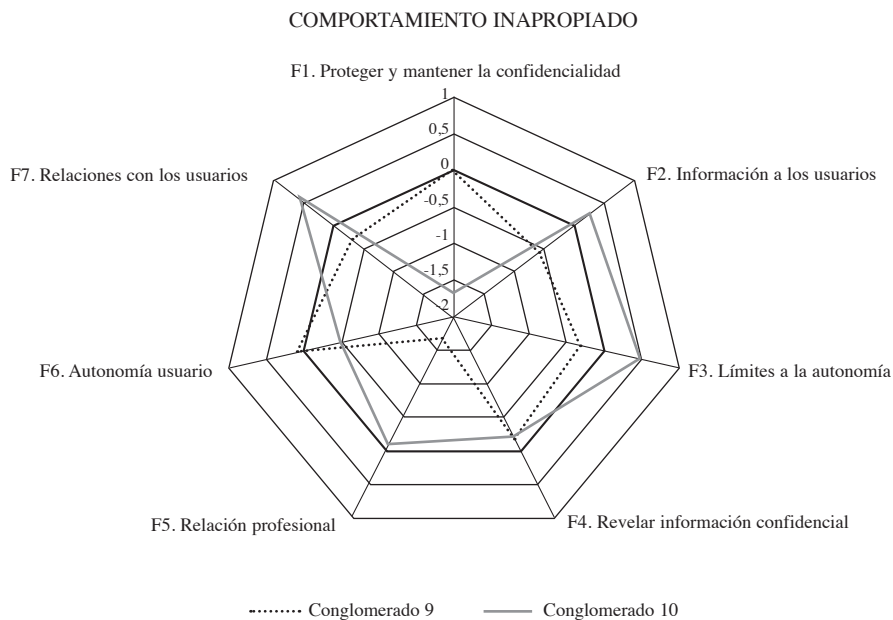 COMPORTAMIENTO INAPROPIADO
F1. Proteger y mantener la confidencialidad
1
0,5
0
-0,5
-1
-1,5
-2
F7. Relaciones con los usuarios
F2. Información a los usuarios
F6. Autonomía usuario
F3. Límites a la autonomía
F5. Relación profesional
F4. Revelar información confidencial
Conglomerado 9
Conglomerado 10